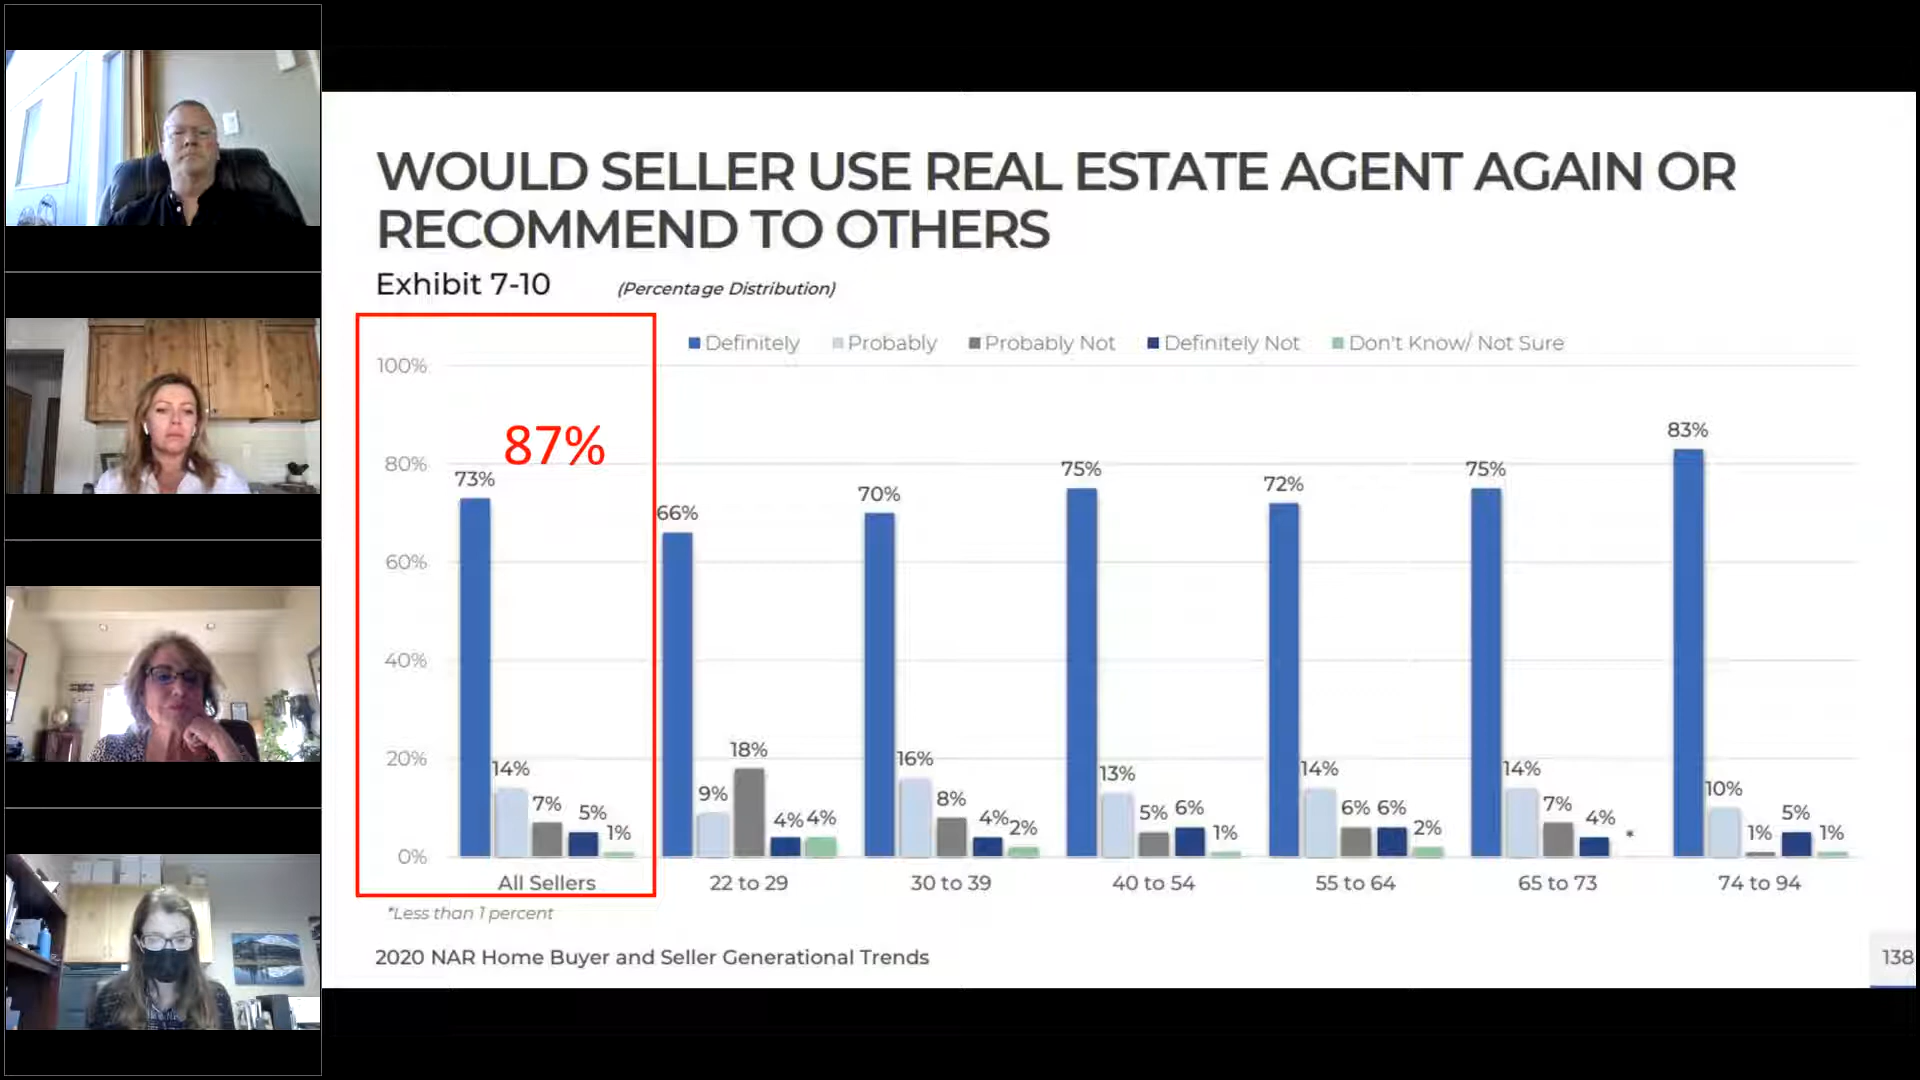 WOULD SELLER USE REAL ESTATE AGENT AGAIN OR
RECOMMEND TO OTHERS
Exhibit 7-10 (Percentage Distribution)
Definitely Probably Probably Not Definitely Not Don't Know/ Not Sure
100%
80%
60%
40%
20%
0%
87%
73% 14% 7% 5% 1%
66% 9% 18% 4% 4%
70% 16% 8% 4% 2%
75% 13% 5% 6% 1%
72% 14% 6% 6% 2%
75% 14% 7% 4% *
83% 10% 1% 5% 1%
All Sellers 22 to 29 30 to 39 40 to 54 55 to 64 65 to 73 74 to 94
*Less than 1 percent
2020 NAR Home Buyer and Seller Generational Trends
138